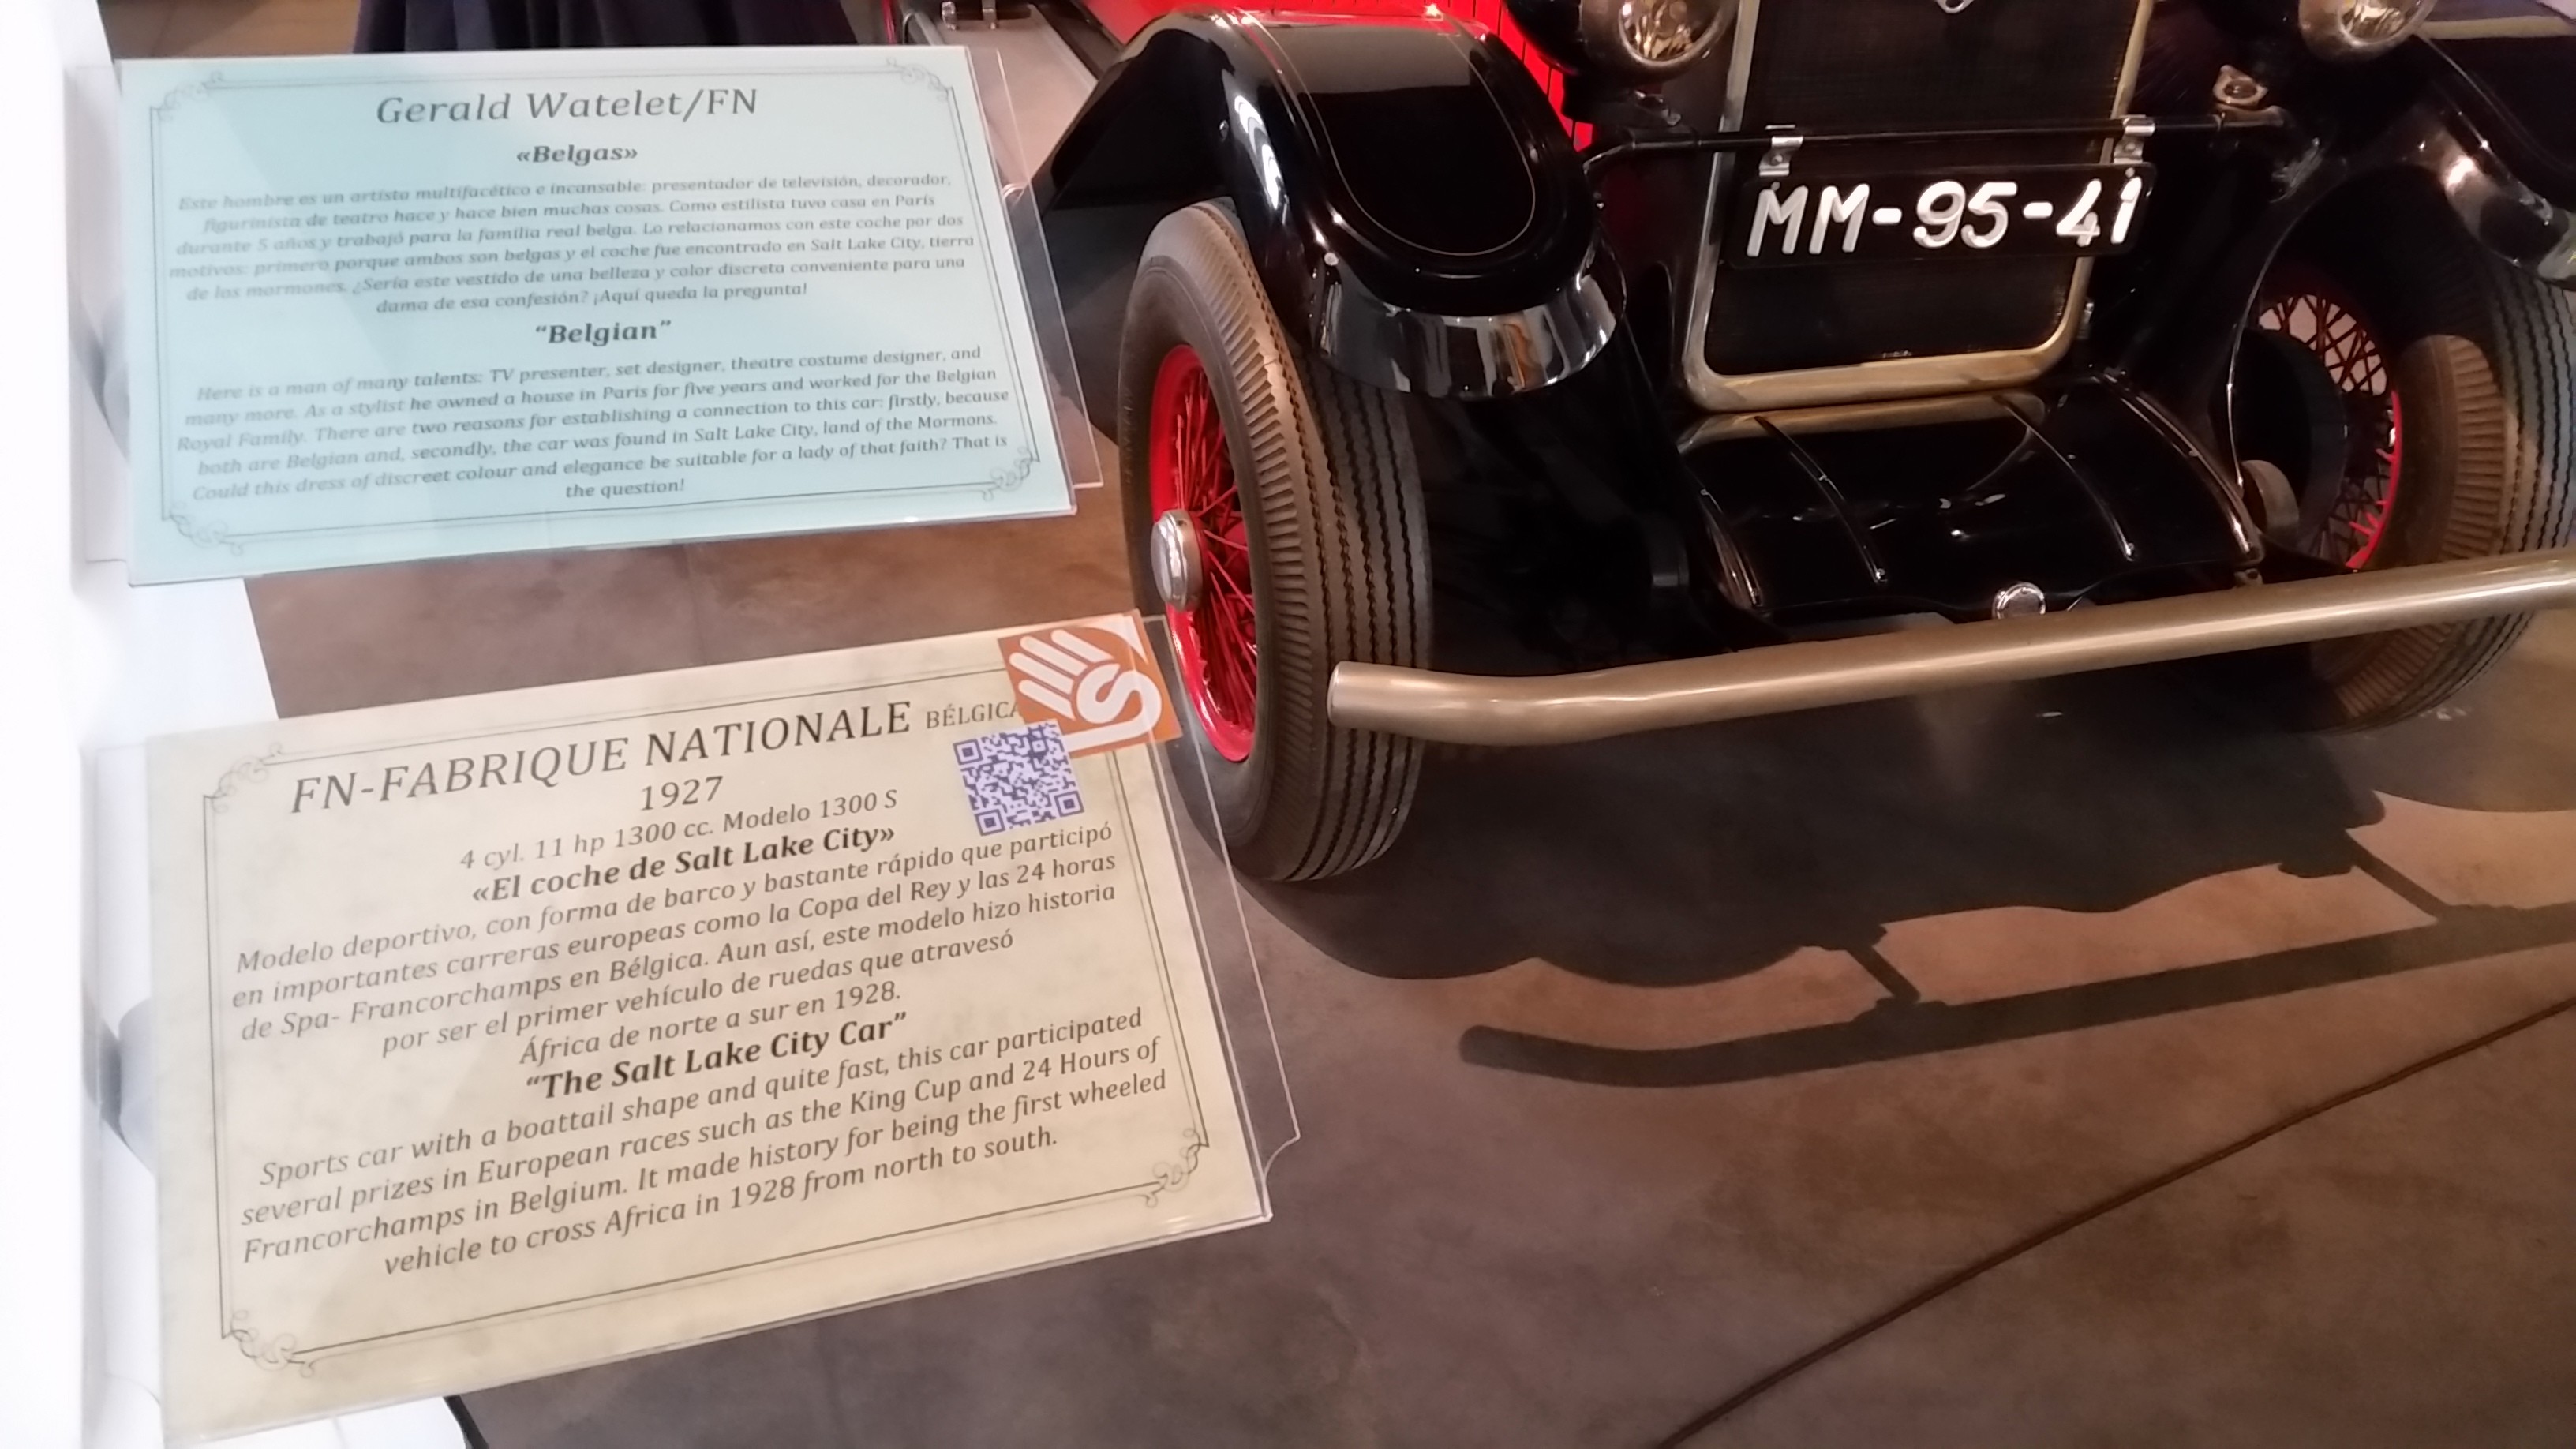 Gerald Watelet/FN
«Belgas»
Este hombre es un artista multifacético e incansable: presentador de televisión, decorador,
figurinista de teatro hace y hace bien muchas cosas. Como estilista tuvo casa en París
durante 5 años y trabajó para la familia real belga. Lo relacionamos con este coche por dos
motivos: primero porque ambos son belgas y el coche fue encontrado en Salt Lake City, tierra
de los mormones. ¿Sería este vestido de una belleza y color discreta conveniente para una
dama de esa confesión? ¡Aquí queda la pregunta!
“Belgian”
Here is a man of many talents: TV presenter, set designer, theatre costume designer, and
many more. As a stylist he owned a house in Paris for five years and worked for the Belgian
Royal Family. There are two reasons for establishing a connection to this car: firstly, because
both are Belgian and, secondly, the car was found in Salt Lake City, land of the Mormons.
Could this dress of discreet colour and elegance be suitable for a lady of that faith? That is
the question!
MM-95-41
FN-FABRIQUE NATIONALE BÉLGICA
1927
4 cyl. 11 hp 1300 cc. Modelo 1300 S
«El coche de Salt Lake City»
Modelo deportivo, con forma de barco y bastante rápido que participó
en importantes carreras europeas como la Copa del Rey y las 24 horas
de Spa- Francorchamps en Bélgica. Aun así, este modelo hizo historia
por ser el primer vehículo de ruedas que atravesó
África de norte a sur en 1928.
“The Salt Lake City Car”
Sports car with a boattail shape and quite fast, this car participated
several prizes in European races such as the King Cup and 24 Hours of
Francorchamps in Belgium. It made history for being the first wheeled
vehicle to cross Africa in 1928 from north to south.